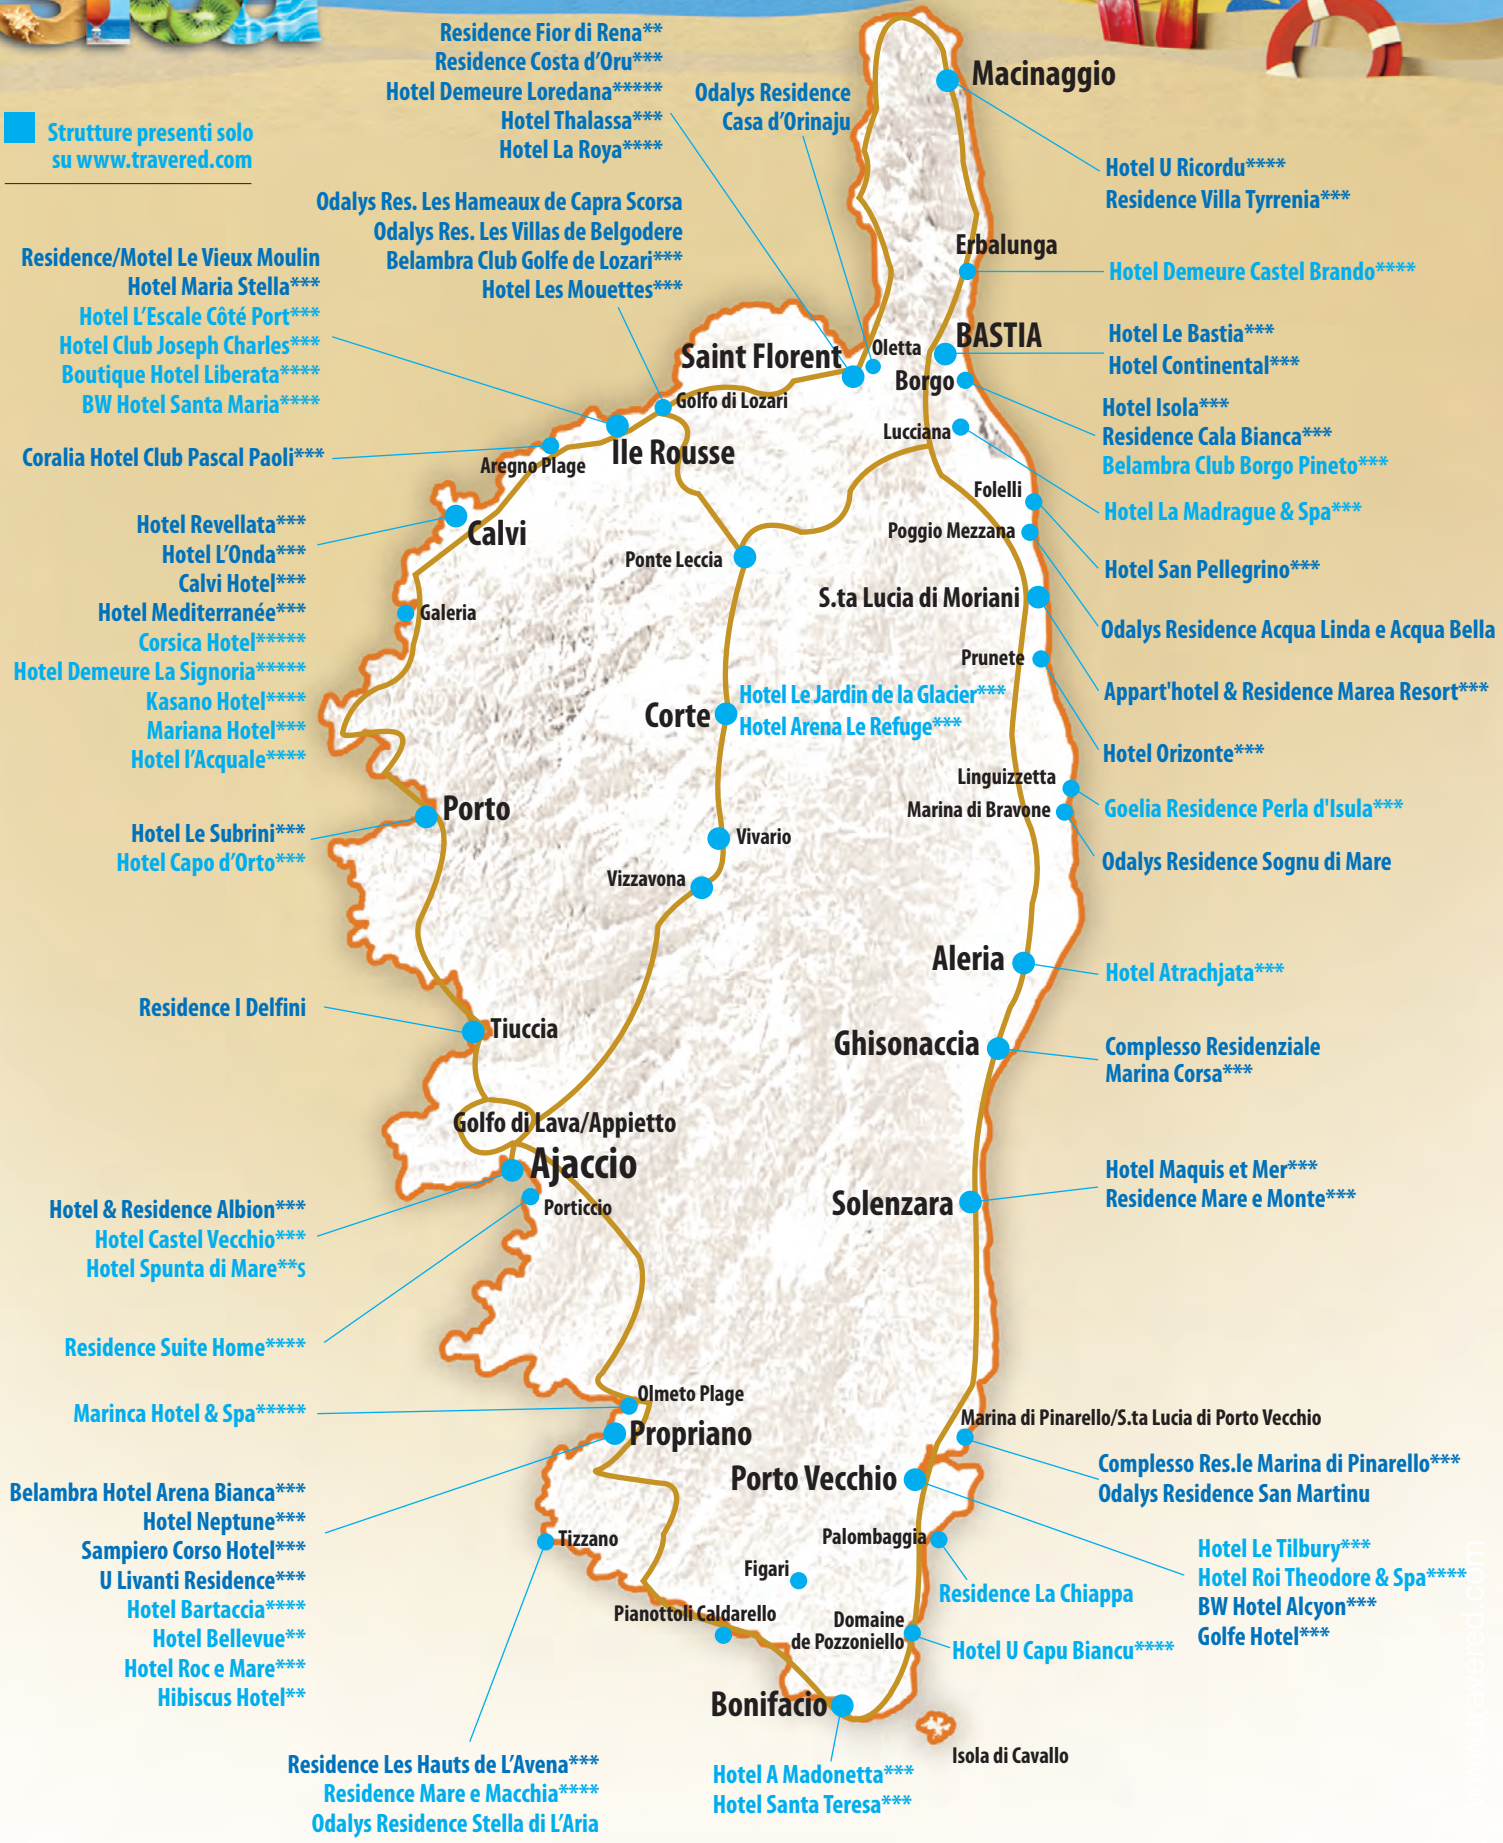 Residence Fior di Rena**
Residence Costa d'Oru***
Hotel Demeure Loredana*****
Hotel Thalassa***
Hotel La Roya****
Odalys Residence
Casa d'Orinaju
Macinaggio
Strutture presenti solo
su www.travered.com
Hotel U Ricordu****
Residence Villa Tyrrenia***
Odalys Res. Les Hameaux de Capra Scorsa
Odalys Res. Les Villas de Belgodere
Belambra Club Golfe de Lozari***
Hotel Les Mouettes***
Erbalunga
Hotel Demeure Castel Brando****
Residence/Motel Le Vieux Moulin
Hotel Maria Stella***
Hotel L'Escale Côté Port***
Hotel Club Joseph Charles***
Boutique Hotel Liberata****
BW Hotel Santa Maria****
BASTIA
Hotel Le Bastia***
Hotel Continental***
Saint Florent
Oletta
Borgo
Hotel Isola***
Residence Cala Bianca***
Belambra Club Borgo Pineto***
Golfo di Lozari
Lucciana
Ile Rousse
Coralia Hotel Club Pascal Paoli***
Aregno Plage
Folelli
Hotel La Madrague & Spa***
Calvi
Hotel Revellata***
Hotel L'Onda***
Calvi Hotel***
Hotel Mediterranée***
Corsica Hotel*****
Hotel Demeure La Signoria*****
Kasano Hotel****
Mariana Hotel***
Hotel l'Acquale****
Poggio Mezzana
Ponte Leccia
Hotel San Pellegrino***
S.ta Lucia di Moriani
Galeria
Odalys Residence Acqua Linda e Acqua Bella
Prunete
Appart'hotel & Residence Marea Resort***
Corte
Hotel Le Jardin de la Glacier***
Hotel Arena Le Refuge***
Hotel Orizonte***
Linguizzetta
Marina di Bravone
Goelia Residence Perla d'Isula***
Porto
Hotel Le Subrini***
Hotel Capo d'Orto***
Vivario
Odalys Residence Sognu di Mare
Vizzavona
Aleria
Hotel Atrachjata***
Residence I Delfini
Tiuccia
Ghisonaccia
Complesso Residenziale
Marina Corsa***
Golfo di Lava/Appietto
Ajaccio
Hotel Maquis et Mer***
Residence Mare e Monte***
Solenzara
Porticcio
Hotel & Residence Albion***
Hotel Castel Vecchio***
Hotel Spunta di Mare**s
Residence Suite Home****
Olmeto Plage
Marinca Hotel & Spa*****
Propriano
Marina di Pinarello/S.ta Lucia di Porto Vecchio
Complesso Res.le Marina di Pinarello***
Odalys Residence San Martinu
Porto Vecchio
Belambra Hotel Arena Bianca***
Hotel Neptune***
Sampiero Corso Hotel***
U Livanti Residence***
Hotel Bartaccia****
Hotel Bellevue**
Hotel Roc e Mare***
Hibiscus Hotel**
Tizzano
Palombaggia
Hotel Le Tilbury***
Hotel Roi Theodore & Spa****
BW Hotel Alcyon***
Golfe Hotel***
Figari
Residence La Chiappa
Pianottoli Caldarello
Domaine
de Pozzoniello
Hotel U Capu Biancu****
Bonifacio
Isola di Cavallo
Residence Les Hauts de L'Avena***
Residence Mare e Macchia****
Odalys Residence Stella di L'Aria
Hotel A Madonetta***
Hotel Santa Teresa***
www.travered.com